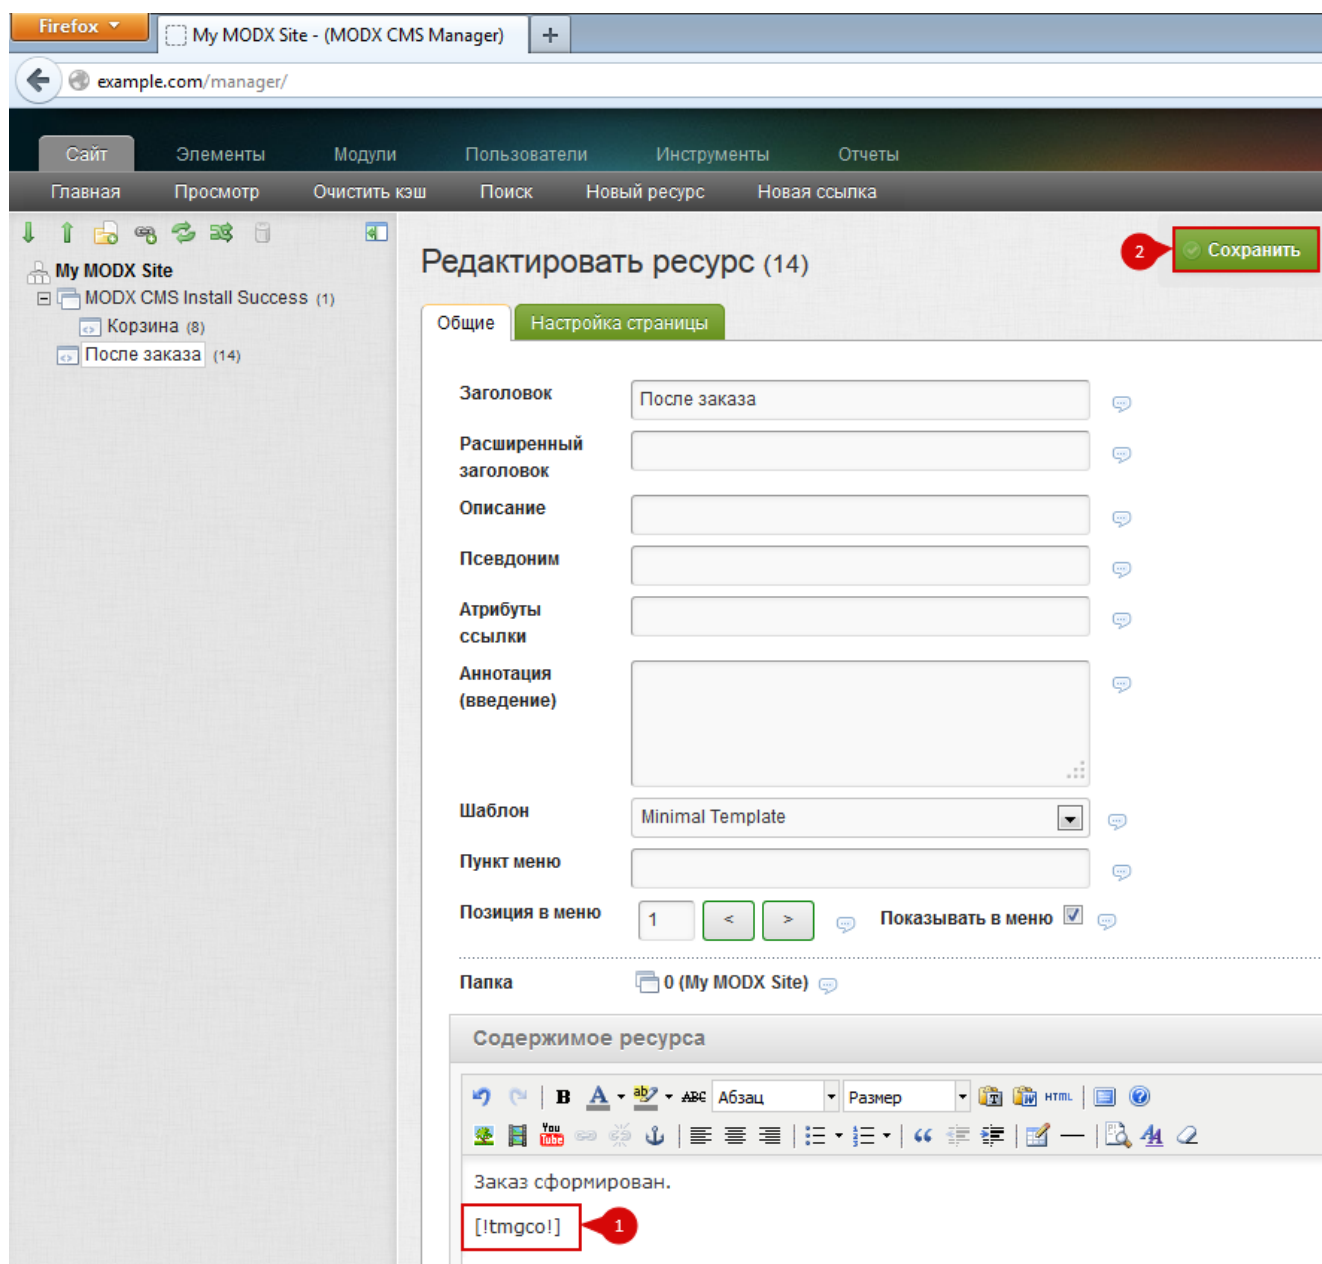 Firefox
My MODX Site - (MODX CMS Manager)
example.com/manager/
Сайт Элементы Модули Пользователи Инструменты Отчеты
Главная Просмотр Очистить кэш Поиск Новый ресурс Новая ссылка
My MODX Site
MODX CMS Install Success (1)
Корзина (8)
После заказа (14)
Редактировать ресурс (14)
2
Сохранить
Общие Настройка страницы
Заголовок После заказа
Расширенный
заголовок
Описание
Псевдоним
Атрибуты
ссылки
Аннотация
(введение)
Шаблон Minimal Template
Пункт меню
Позиция в меню 1 < > Показывать в меню
Папка 0 (My MODX Site)
Содержимое ресурса
B A ab ABC Абзац Размер T W HTML ?
You Tube
Заказ сформирован.
[!tmgco!] 1